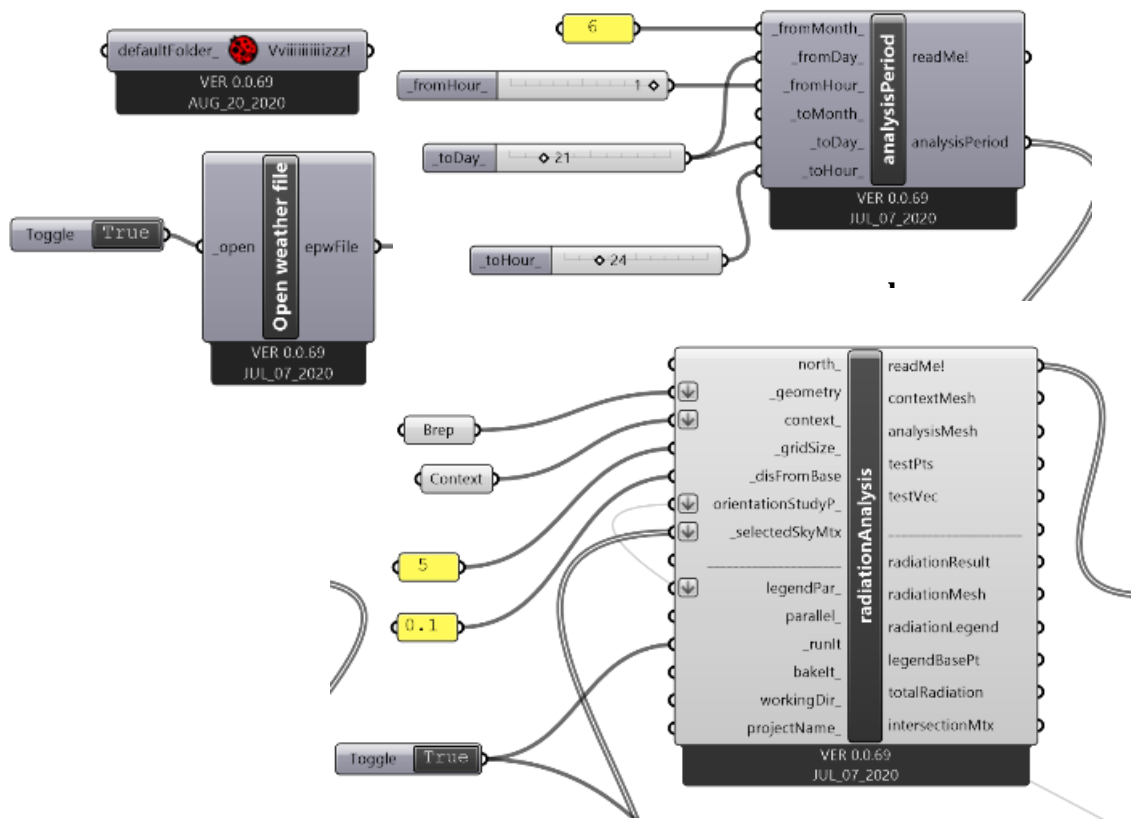 defaultFolder_ Vviiiiiiiiiizzz!
VER 0.0.69
AUG_20_2020
6
_fromHour_ 1
_toDay_ 21
_toHour_ 24
_fromMonth_
_fromDay_
_fromHour_
_toMonth_
_toDay_
_toHour_
analysisPeriod
readMe!
analysisPeriod
VER 0.0.69
JUL_07_2020
Toggle True
_open
Open weather file
epwFile
VER 0.0.69
JUL_07_2020
Brep
Context
5
0.1
Toggle True
north_
_geometry
context_
_gridSize_
_disFromBase
orientationStudyP_
_selectedSkyMtx
legendPar_
parallel_
_runIt
bakeIt_
workingDir_
projectName_
radiationAnalysis
readMe!
contextMesh
analysisMesh
testPts
testVec
radiationResult
radiationMesh
radiationLegend
legendBasePt
totalRadiation
intersectionMtx
VER 0.0.69
JUL_07_2020